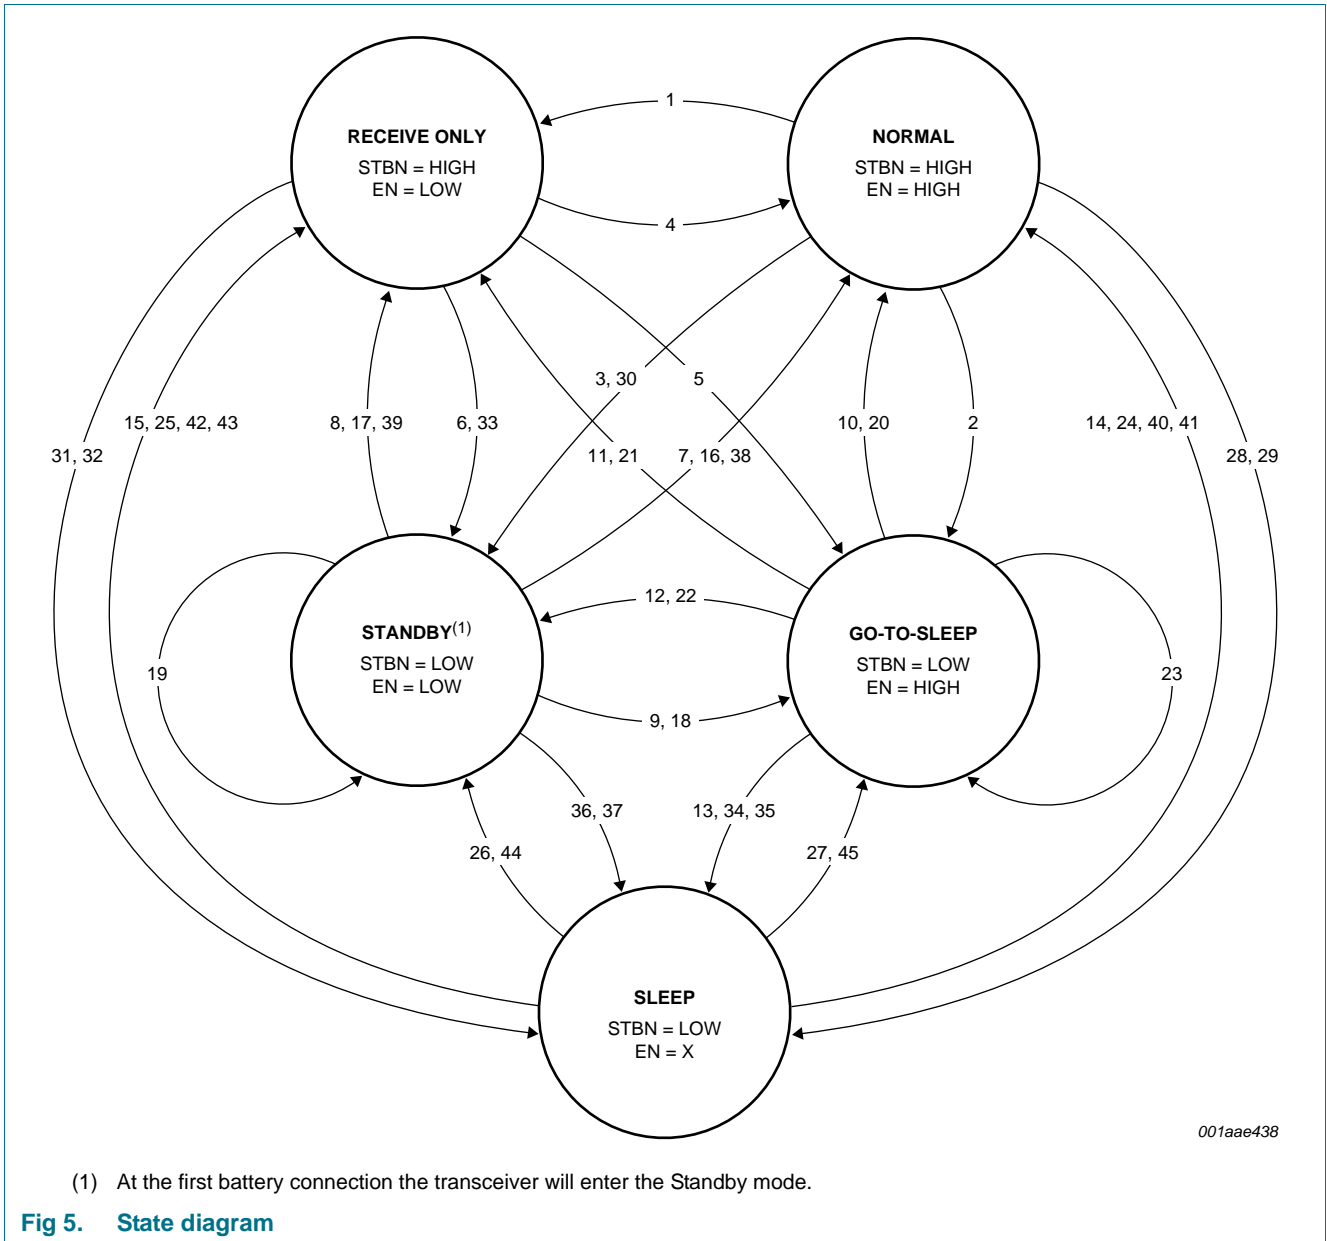 1
RECEIVE ONLY
STBN = HIGH
EN = LOW
NORMAL
STBN = HIGH
EN = HIGH
4
3, 30
5
15, 25, 42, 43
8, 17, 39
6, 33
10, 20
2
14, 24, 40, 41
31, 32
11, 21
7, 16, 38
28, 29
12, 22
STANDBY(1)
STBN = LOW
EN = LOW
GO-TO-SLEEP
STBN = LOW
EN = HIGH
19
23
9, 18
36, 37
13, 34, 35
26, 44
27, 45
SLEEP
STBN = LOW
EN = X
001aae438
(1) At the first battery connection the transceiver will enter the Standby mode.
Fig 5. State diagram